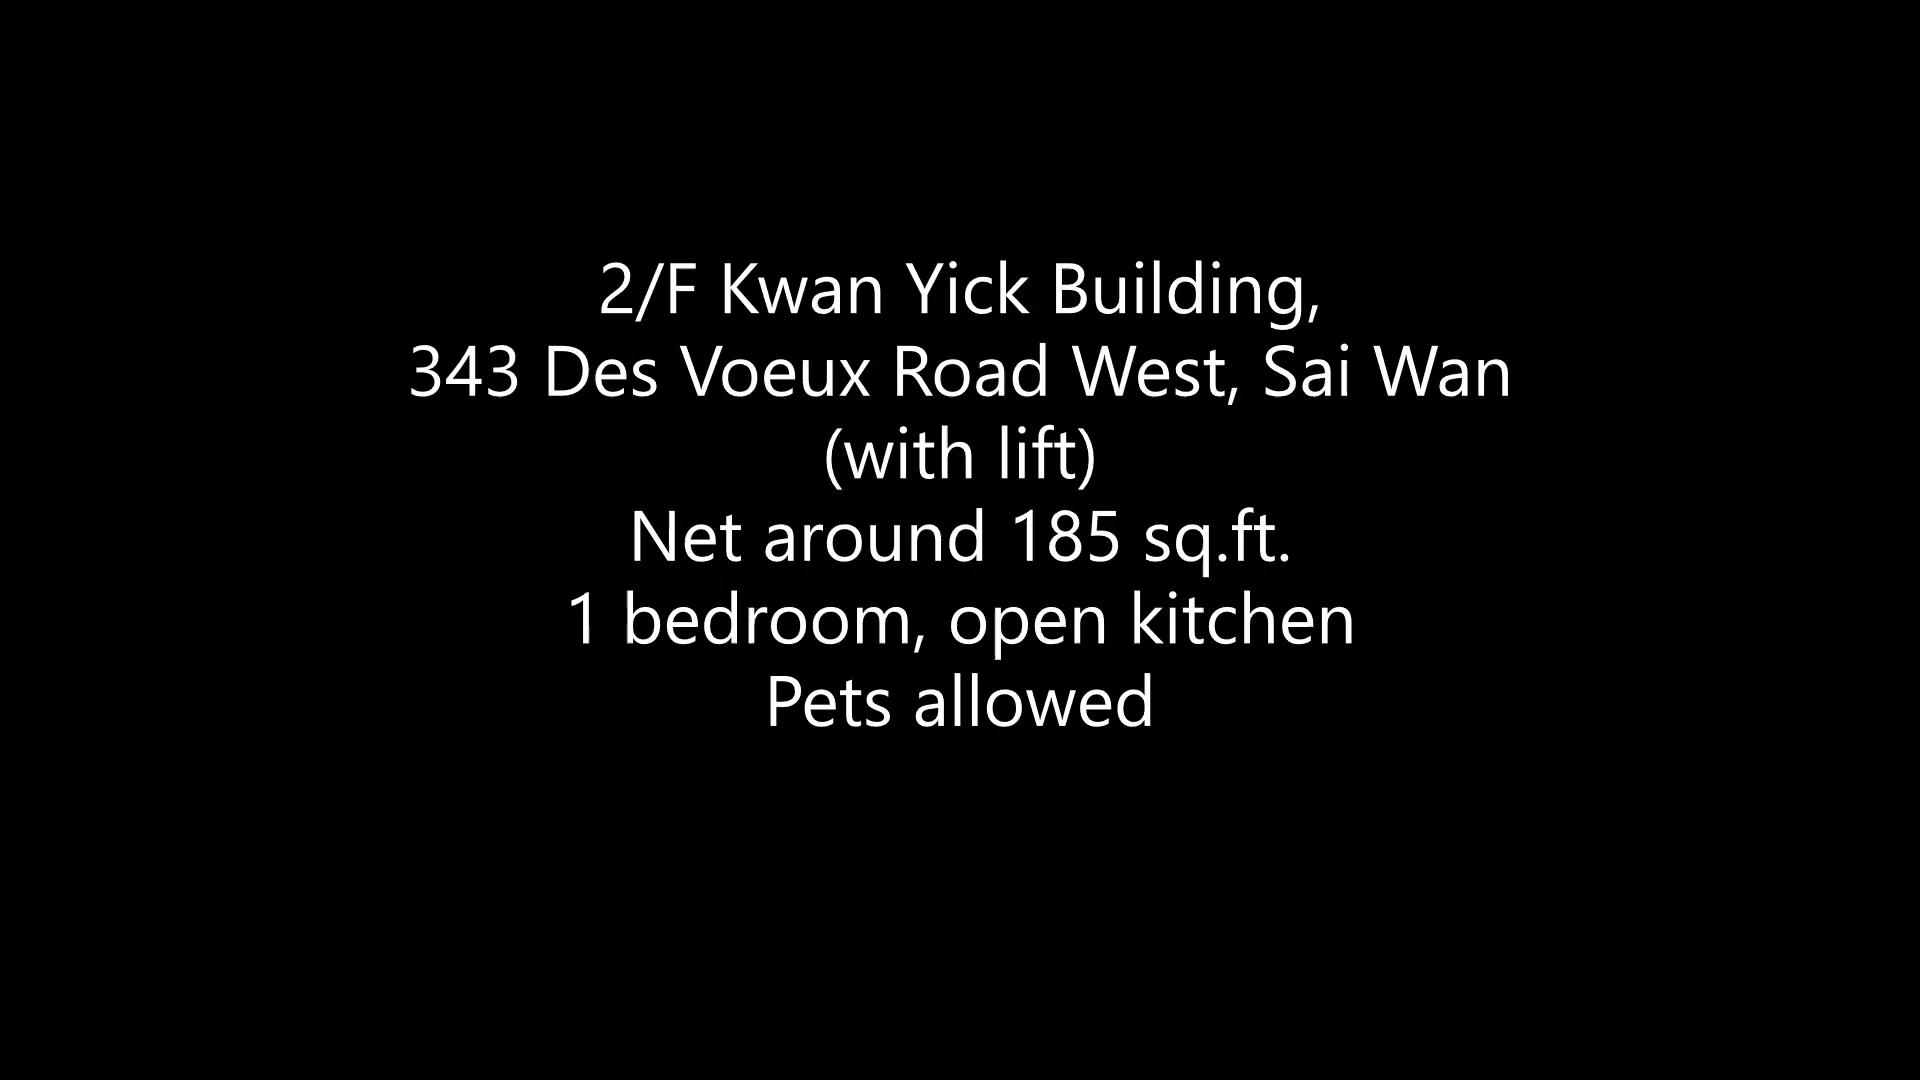 2/F Kwan Yick Building,
343 Des Voeux Road West, Sai Wan
(with lift)
Net around 185 sq.ft.
1 bedroom, open kitchen
Pets allowed